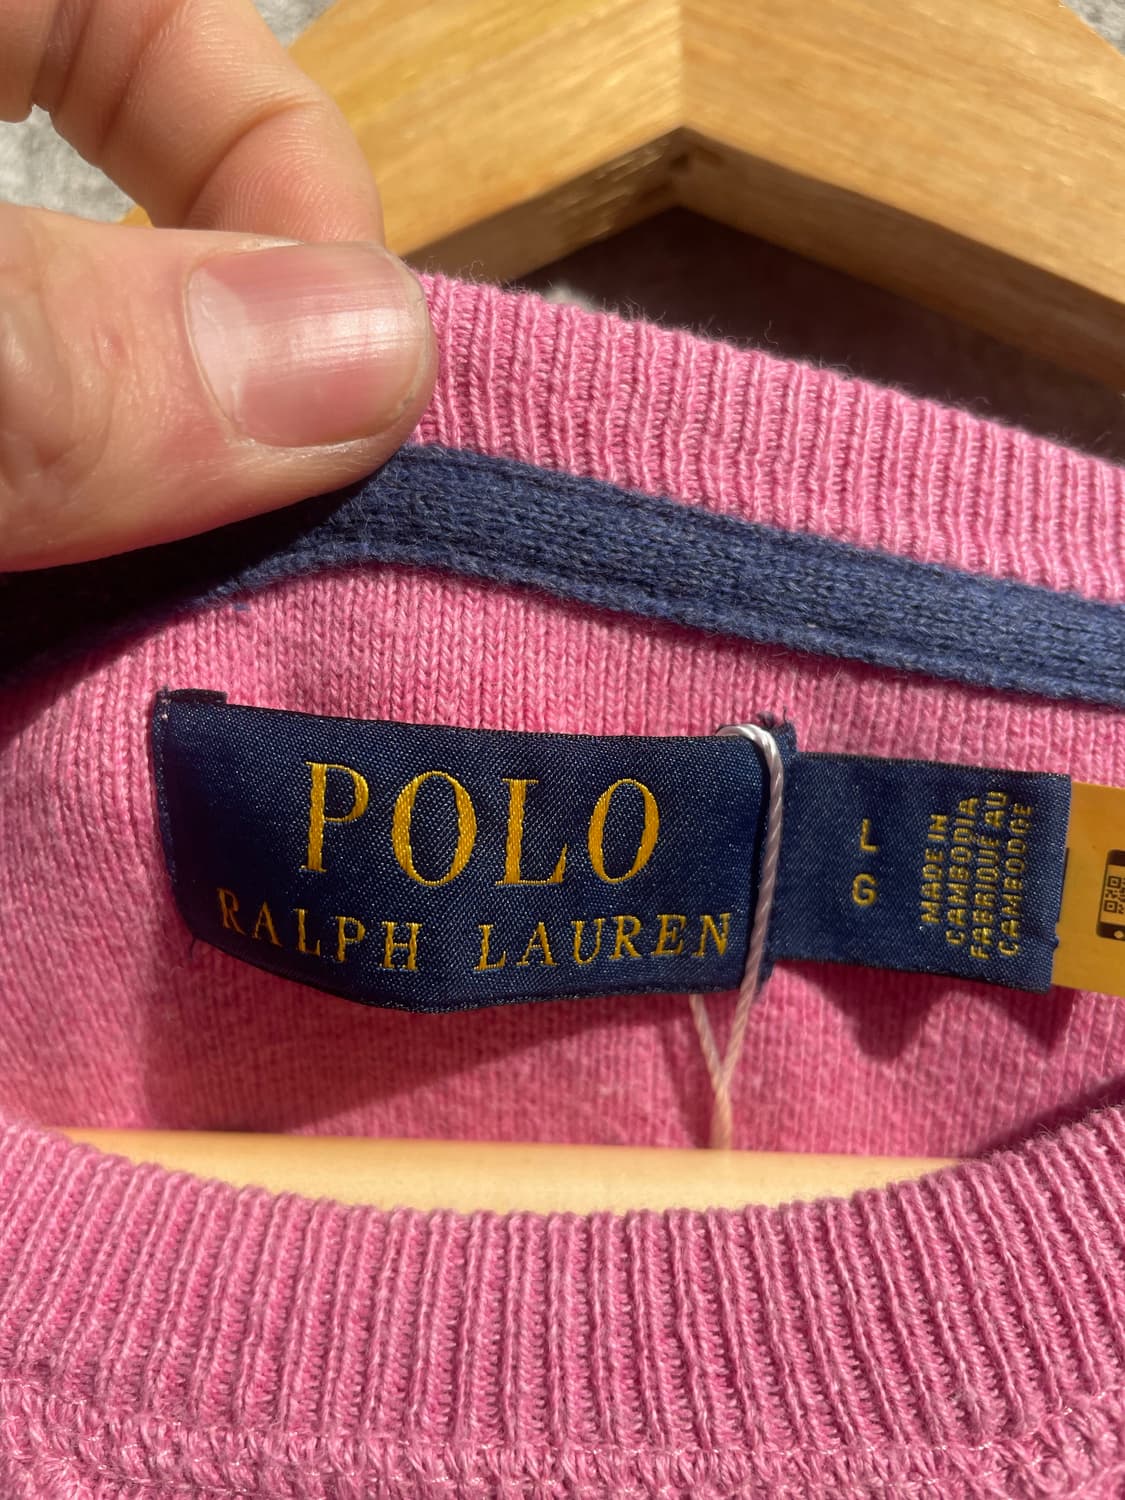 POLO
RALPH LAUREN
L
G
MADE IN
CAMBODIA
FABRIQUÉ AU
CAMBODGE